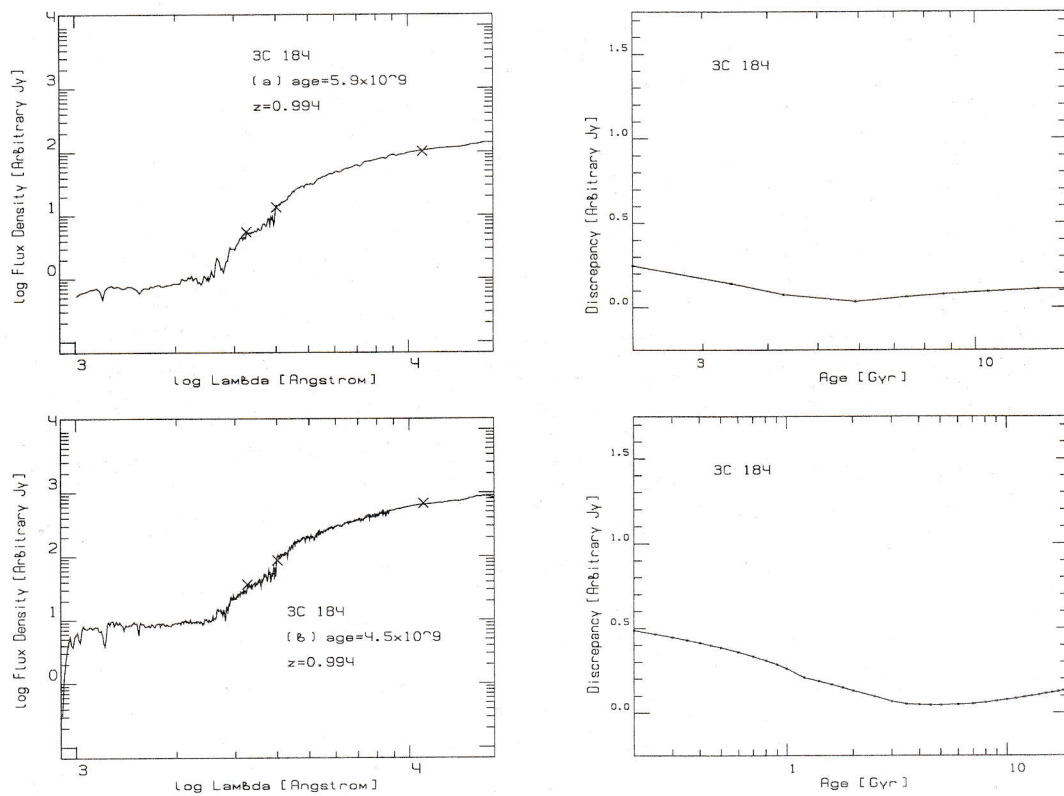 4
3
2
1
0
log Flux Density [Arbitrary Jy]
3C 184
(a) age=5.9x10^9
z=0.994
3
4
log Lambda [Angstrom]
1.5
1.0
0.5
0.0
Discrepancy [Arbitrary Jy]
3C 184
3
10
Age [Gyr]
4
3
2
1
0
log Flux Density [Arbitrary Jy]
3C 184
(b) age=4.5x10^9
z=0.994
3
4
log Lambda [Angstrom]
1.5
1.0
0.5
0.0
Discrepancy [Arbitrary Jy]
3C 184
1
10
Age [Gyr]